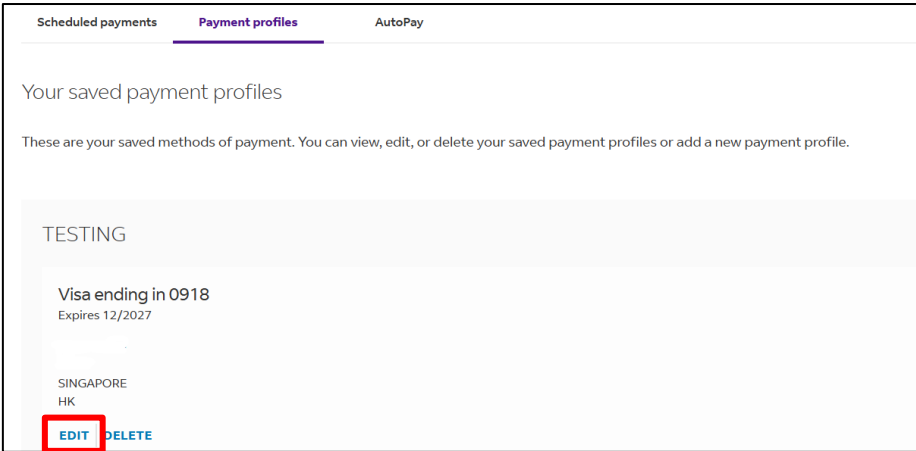 Scheduled payments Payment profiles AutoPay
Your saved payment profiles
These are your saved methods of payment. You can view, edit, or delete your saved payment profiles or add a new payment profile.
TESTING
Visa ending in 0918
Expires 12/2027
SINGAPORE
HK
EDIT DELETE